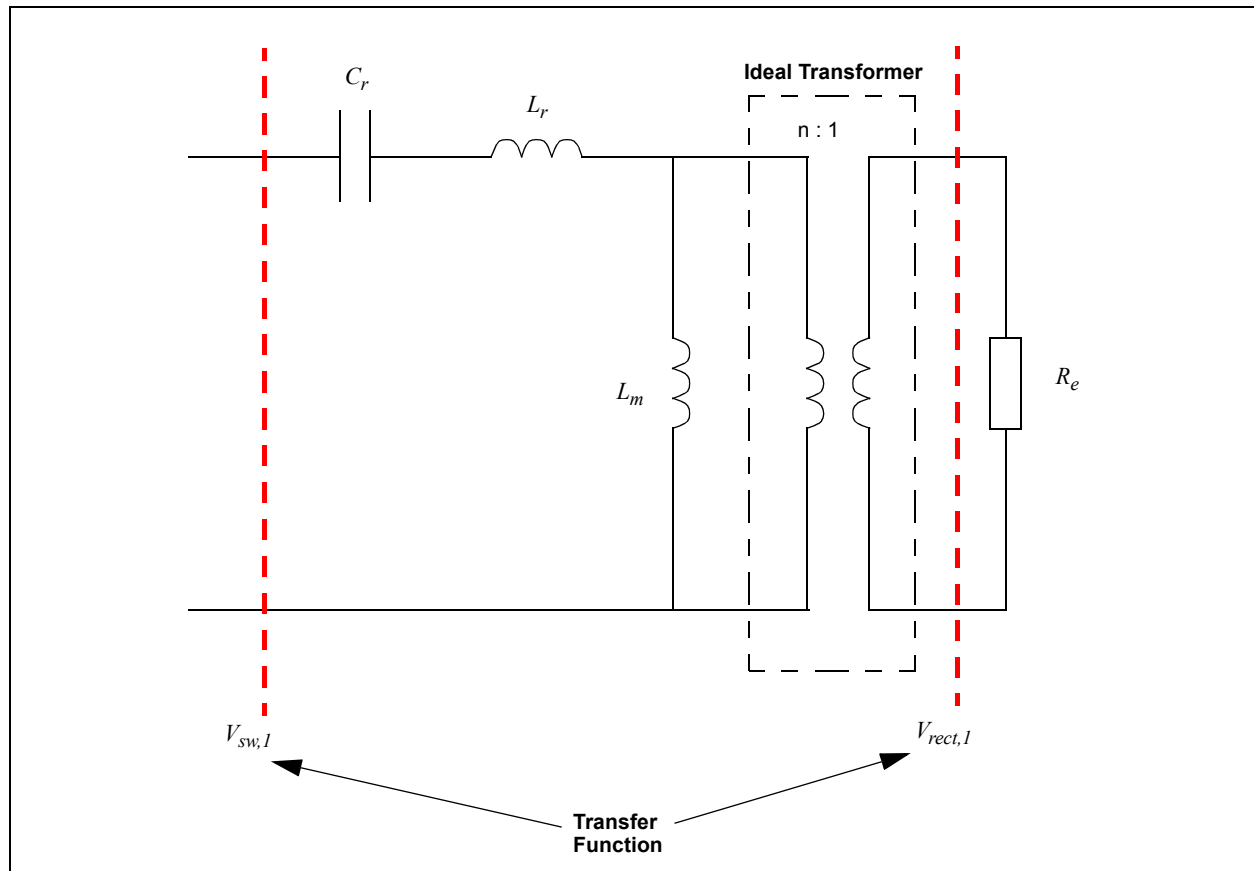 Ideal Transformer
C_r
L_r
n : 1
L_m
R_e
V_sw,1
V_rect,1
Transfer
Function